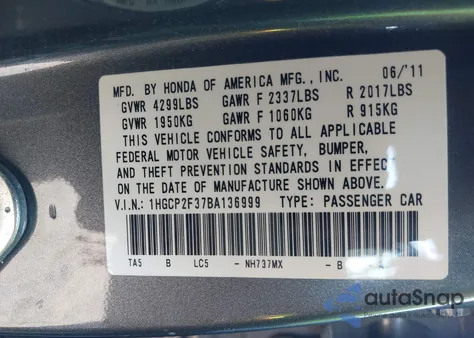 MFD. BY HONDA OF AMERICA MFG., INC. 06/'11
GVWR 4299LBS GAWR F 2337LBS R 2017LBS
GVWR 1950KG GAWR F 1060KG R 915KG
THIS VEHICLE CONFORMS TO ALL APPLICABLE
FEDERAL MOTOR VEHICLE SAFETY, BUMPER,
AND THEFT PREVENTION STANDARDS IN EFFECT
ON THE DATE OF MANUFACTURE SHOWN ABOVE.
V.I.N.: 1HGCP2F37BA136999 TYPE: PASSENGER CAR
TA5 B LC5 -NH737MX -B A
autoSnap